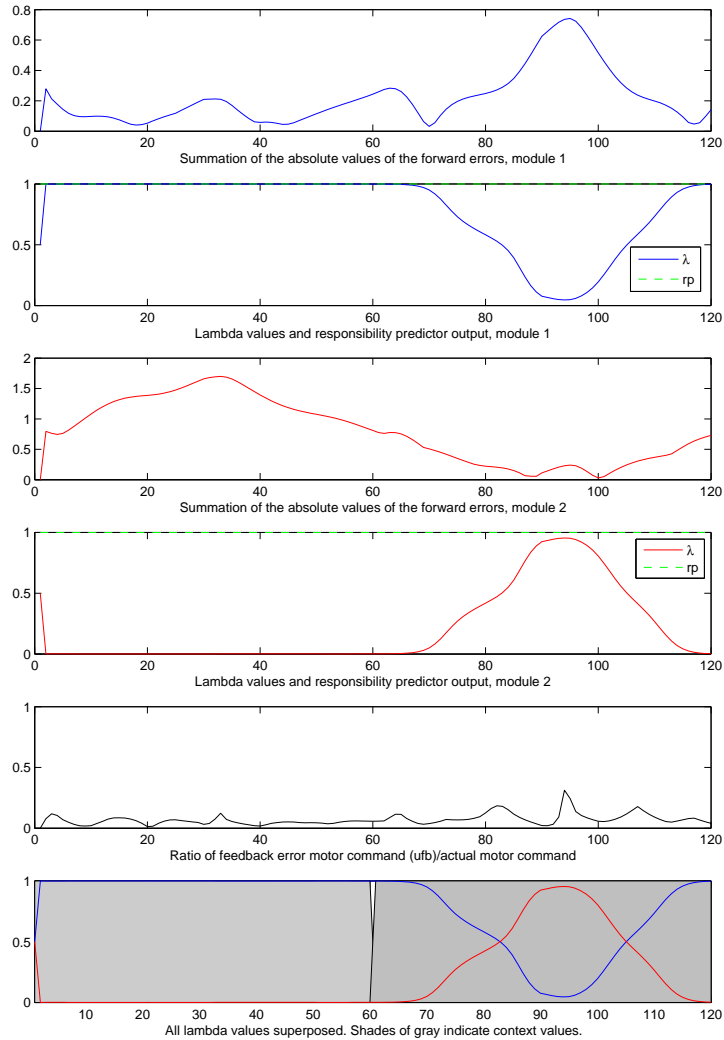 0.8
0.6
0.4
0.2
0
0 20 40 60 80 100 120
Summation of the absolute values of the forward errors, module 1
1
0.5
0
λ
rp
0 20 40 60 80 100 120
Lambda values and responsibility predictor output, module 1
2
1.5
1
0.5
0
0 20 40 60 80 100 120
Summation of the absolute values of the forward errors, module 2
1
0.5
0
λ
rp
0 20 40 60 80 100 120
Lambda values and responsibility predictor output, module 2
1
0.5
0
0 20 40 60 80 100 120
Ratio of feedback error motor command (ufb)/actual motor command
1
0.5
0
10 20 30 40 50 60 70 80 90 100 110 120
All lambda values superposed. Shades of gray indicate context values.